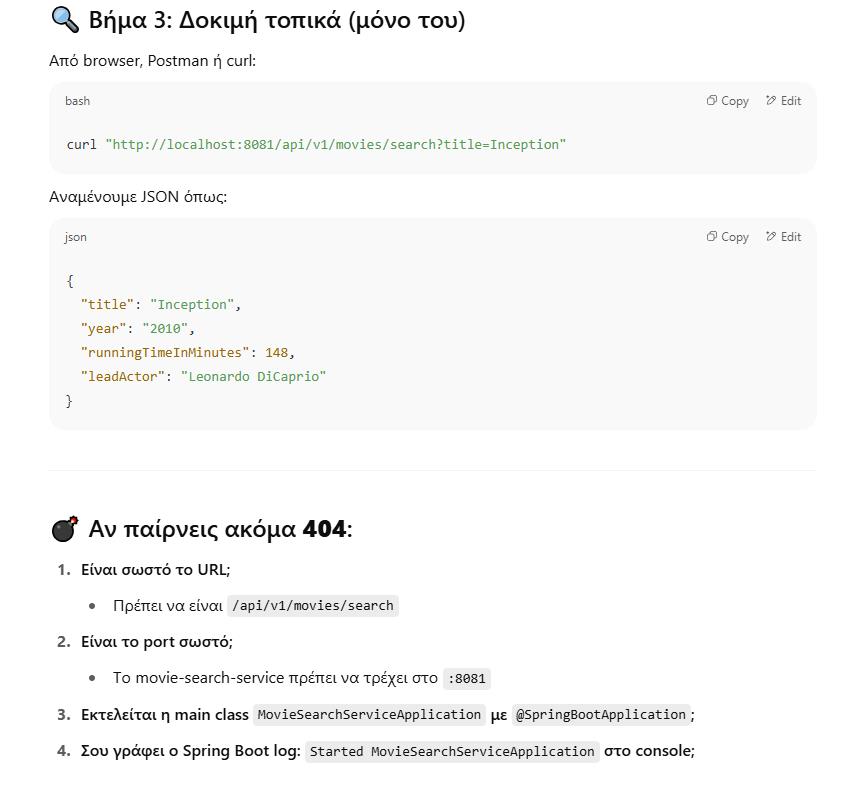 Βήμα 3: Δοκιμή τοπικά (μόνο του)
Από browser, Postman ή curl:
bash Copy Edit
curl "http://localhost:8081/api/v1/movies/search?title=Inception"
Αναμένουμε JSON όπως:
json Copy Edit
{
"title": "Inception",
"year": "2010",
"runningTimeInMinutes": 148,
"leadActor": "Leonardo DiCaprio"
}
Αν παίρνεις ακόμα 404:
1. Είναι σωστό το URL;
• Πρέπει να είναι /api/v1/movies/search
2. Είναι το port σωστό;
• Το movie-search-service πρέπει να τρέχει στο :8081
3. Εκτελείται η main class MovieSearchServiceApplication με @SpringBootApplication;
4. Σου γράφει ο Spring Boot log: Started MovieSearchServiceApplication στο console;